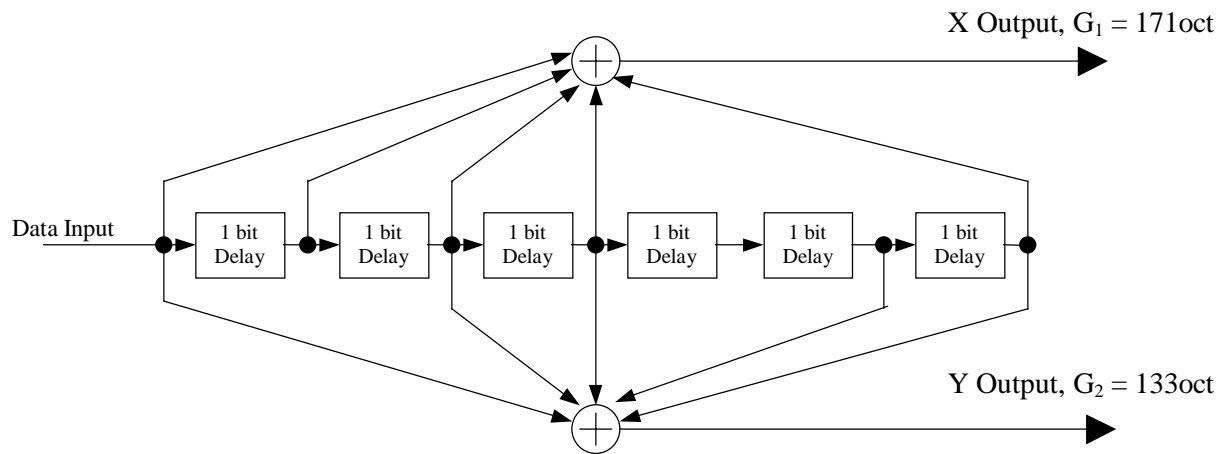 X Output, G₁ = 171oct
Data Input
1 bit
Delay
1 bit
Delay
1 bit
Delay
1 bit
Delay
1 bit
Delay
1 bit
Delay
Y Output, G₂ = 133oct